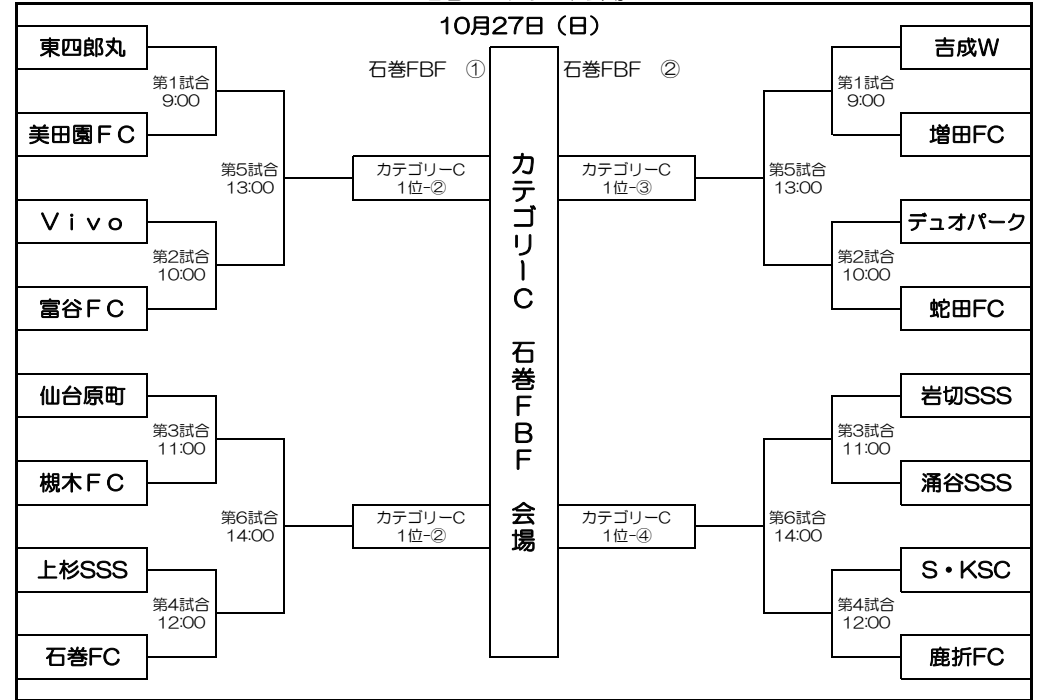 10月27日（日）
石巻FBF ①
石巻FBF ②
東四郎丸
第1試合
9:00
美田園ＦＣ
第5試合
13:00
カテゴリーC
1位-②
Ｖｉｖｏ
第2試合
10:00
富谷ＦＣ
仙台原町
第3試合
11:00
槻木ＦＣ
第6試合
14:00
カテゴリーC
1位-②
上杉SSS
第4試合
12:00
石巻FC
カテゴリーC 石巻FBF 会場
吉成W
第1試合
9:00
増田FC
カテゴリーC
1位-③
第5試合
13:00
デュオパーク
第2試合
10:00
蛇田FC
岩切SSS
第3試合
11:00
涌谷SSS
カテゴリーC
1位-④
第6試合
14:00
S・KSC
第4試合
12:00
鹿折FC